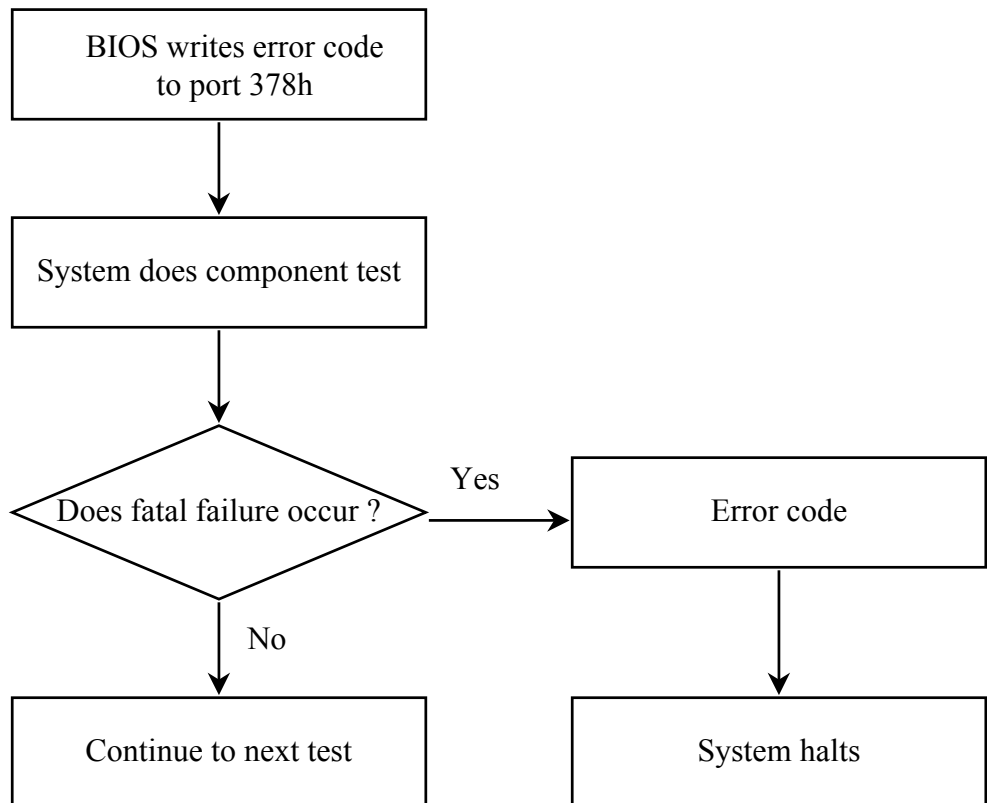 BIOS writes error code
to port 378h
System does component test
Does fatal failure occur ?
Yes
Error code
No
Continue to next test
System halts